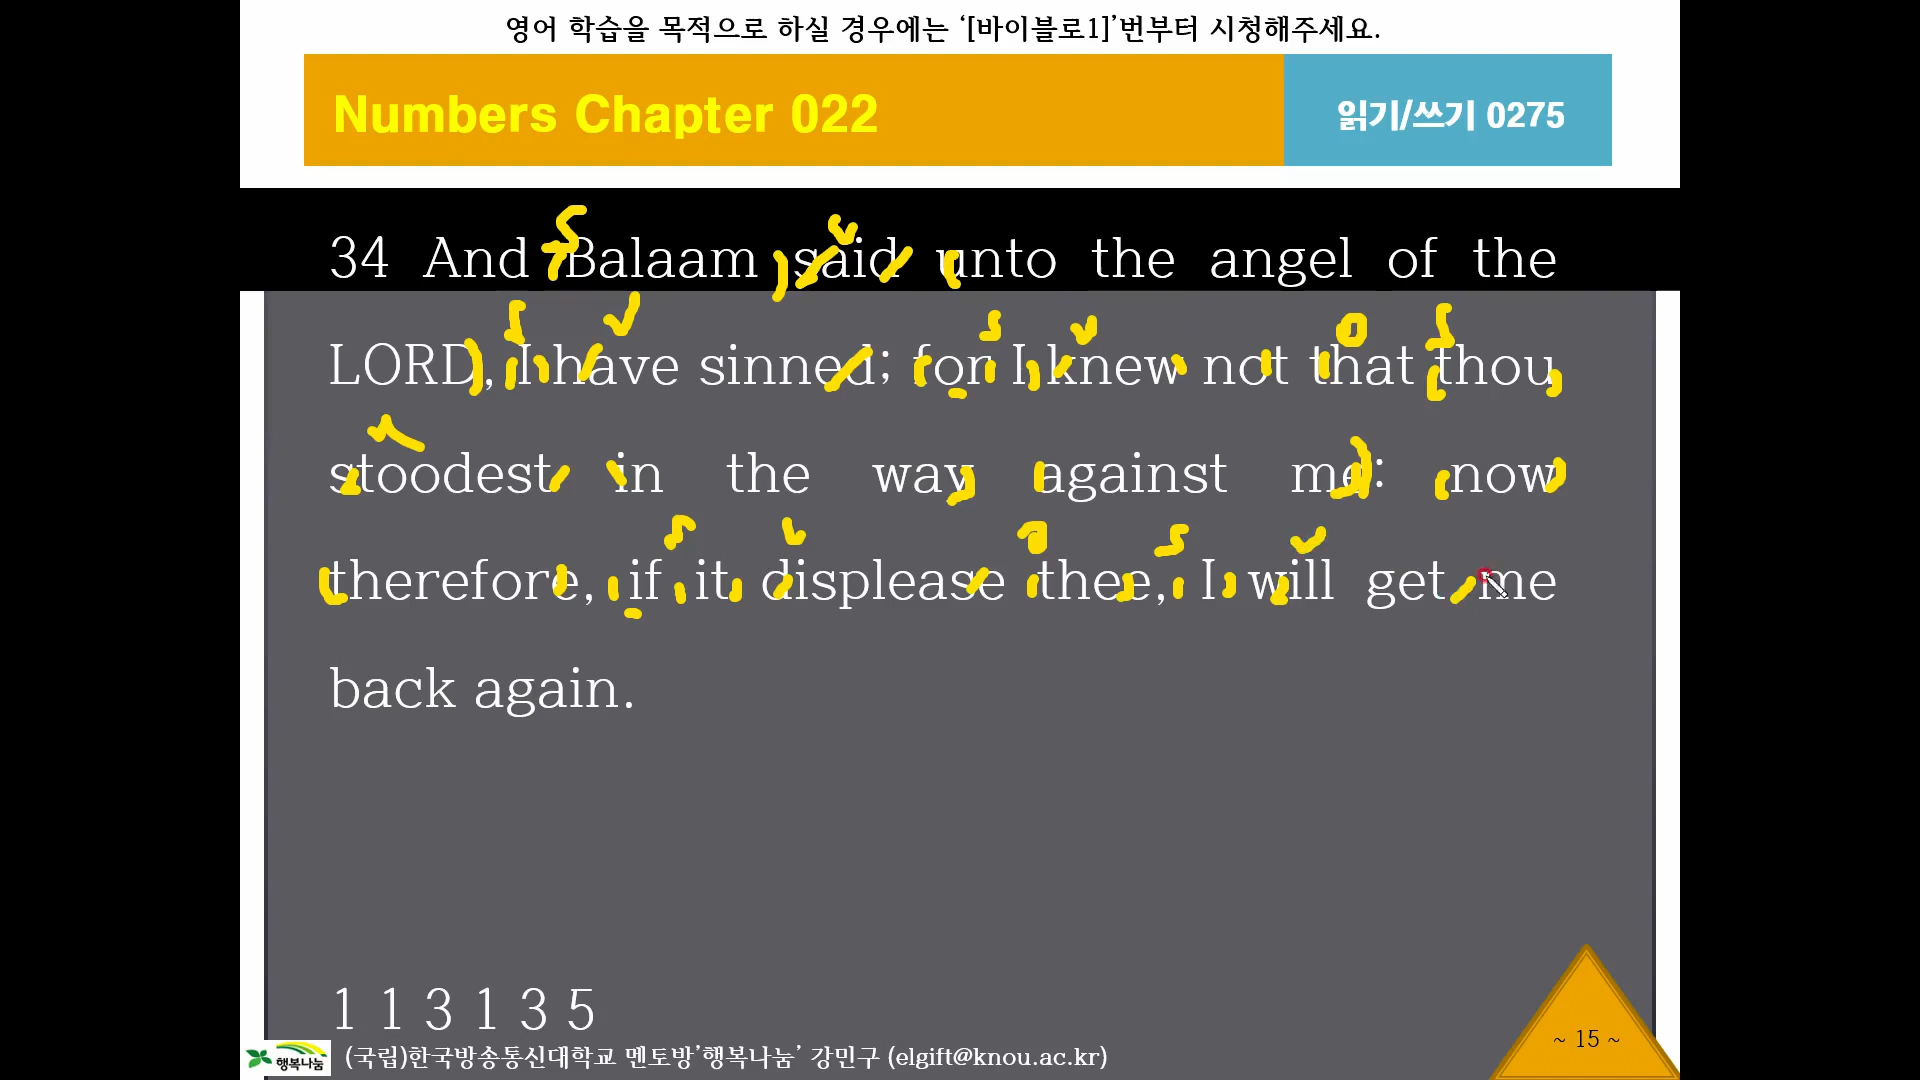 영어 학습을 목적으로 하실 경우에는 ‘[바이블로1]’번부터 시청해주세요.
Numbers Chapter 022
읽기/쓰기 0275
34 And Balaam said unto the angel of the
LORD, I have sinned; for I knew not that thou
stoodest in the way against me: now
therefore, if it displease thee, I will get me
back again.
1 1 3 1 3 5
행복나눔
(국립)한국방송통신대학교 멘토방’행복나눔’ 강민구 (elgift@knou.ac.kr)
~ 15 ~